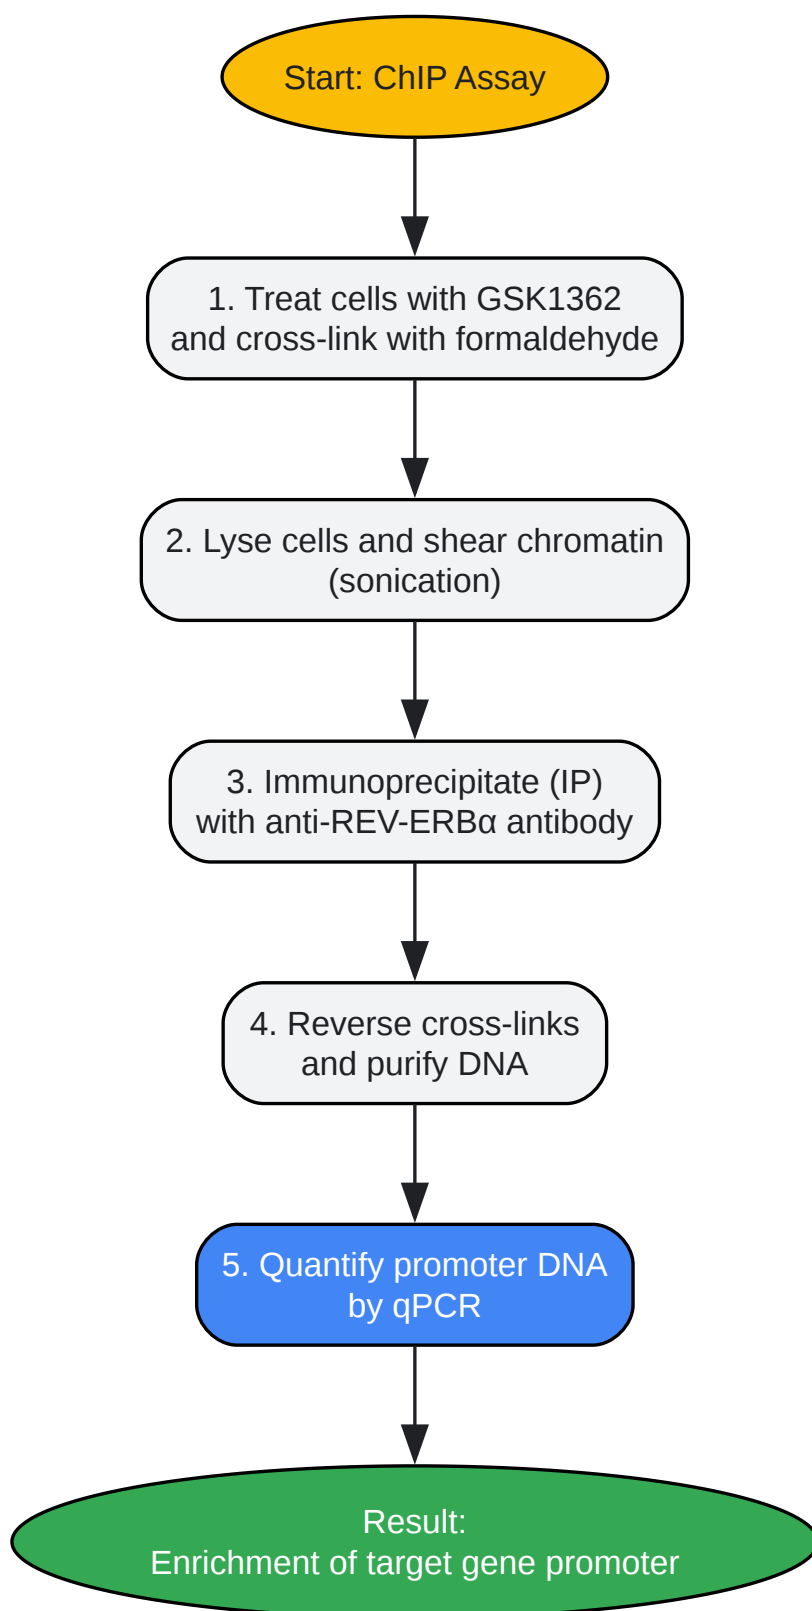 Start: ChIP Assay
1. Treat cells with GSK1362
and cross-link with formaldehyde
2. Lyse cells and shear chromatin
(sonication)
3. Immunoprecipitate (IP)
with anti-REV-ERBα antibody
4. Reverse cross-links
and purify DNA
5. Quantify promoter DNA
by qPCR
Result:
Enrichment of target gene promoter